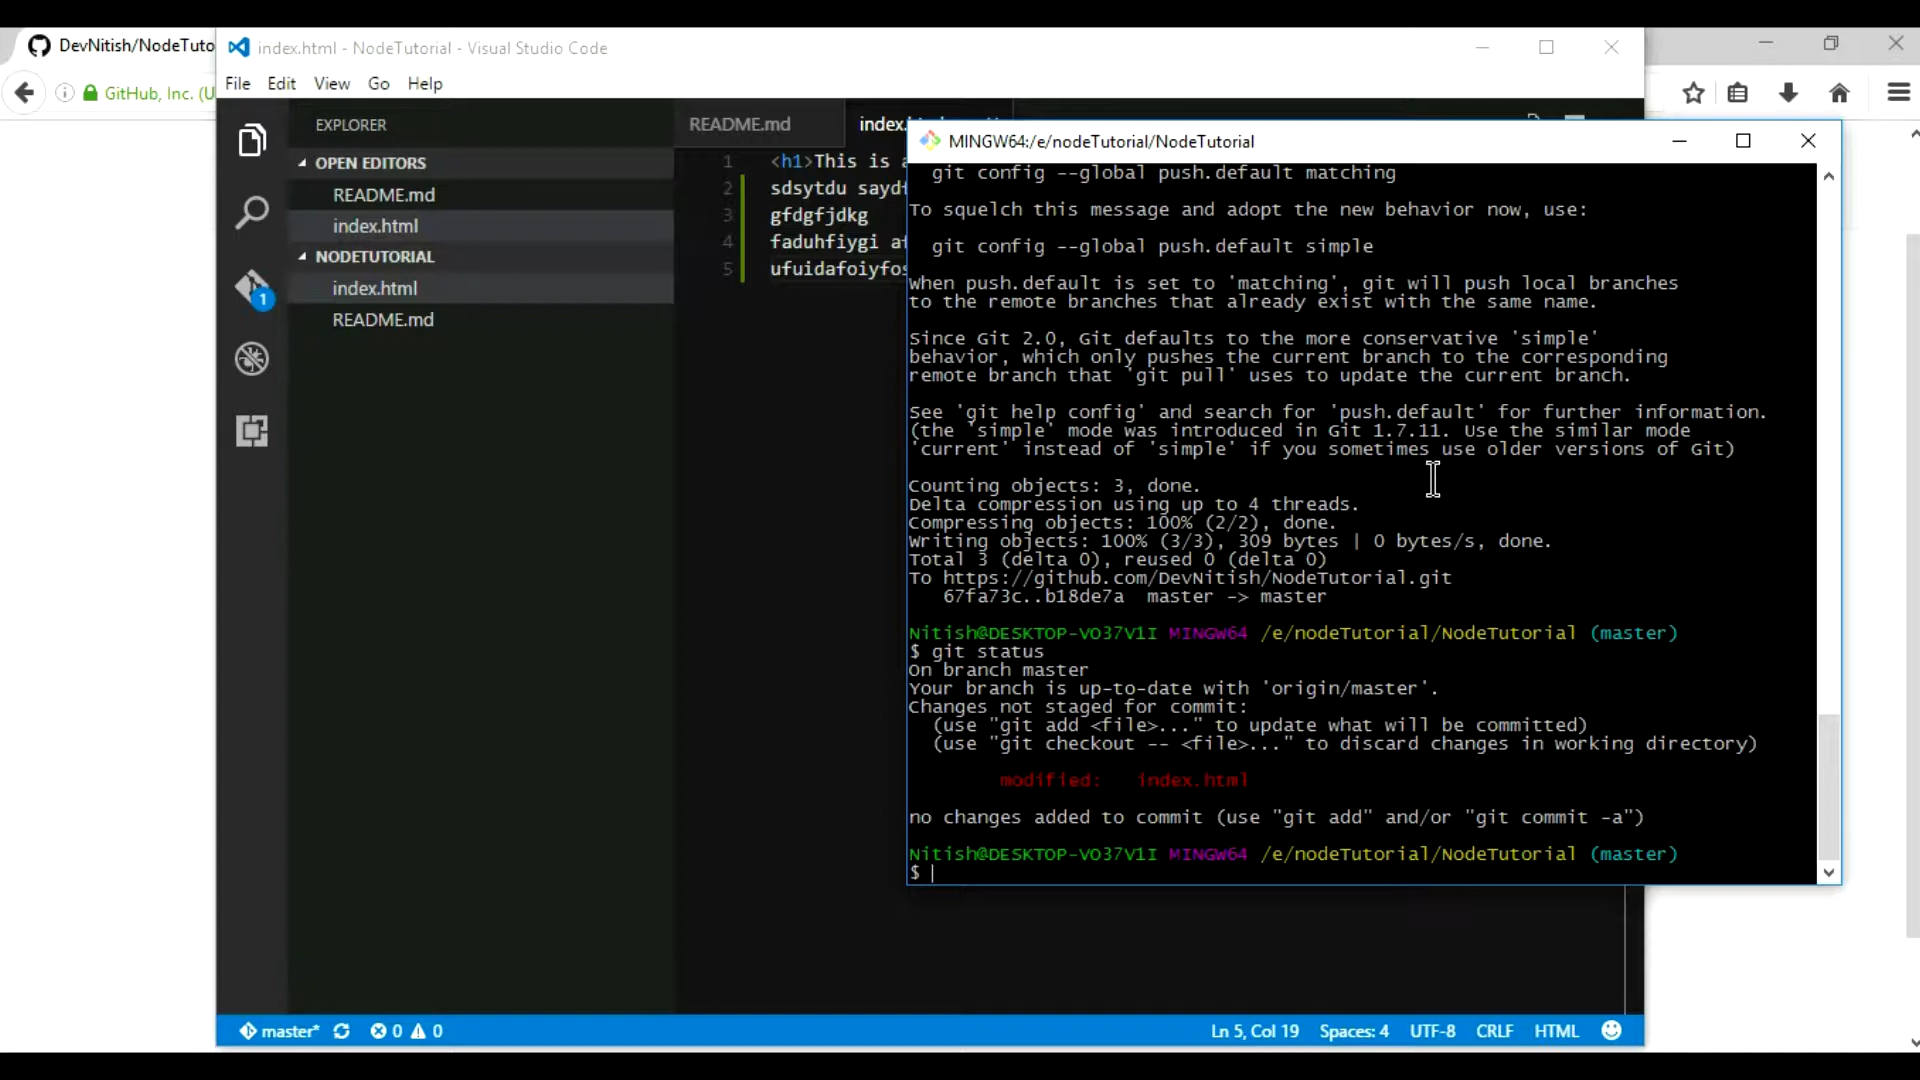 DevNitish/NodeTuto
GitHub, Inc. (U
index.html - NodeTutorial - Visual Studio Code
File Edit View Go Help
EXPLORER
OPEN EDITORS
README.md
index.html
NODETUTORIAL
index.html
README.md
1
README.md
1 <h1>This is
2 sdsytdu
3 gfdgfjdkg
4 faduhfiygi
5
MINGW64:/e/nodeTutorial/NodeTutorial
git config --global push.default matching
To squelch this message and adopt the new behavior now, use:
git config --global push.default simple
When push.default is set to 'matching', git will push local branches
to the remote branches that already exist with the same name.
Since Git 2.0, Git defaults to the more conservative 'simple'
behavior, which only pushes the current branch to the corresponding
remote branch that 'git pull' uses to update the current branch.
See 'git help config' and search for 'push.default' for further information.
(the 'simple' mode was introduced in Git 1.7.11. Use the similar mode
'current' instead of 'simple' if you sometimes use older versions of Git)
Counting objects: 3, done.
Delta compression using up to 4 threads.
Compressing objects: 100% (2/2), done.
Writing objects: 100% (3/3), 309 bytes | 0 bytes/s, done.
Total 3 (delta 0), reused 0 (delta 0)
To https://github.com/DevNitish/NodeTutorial.git
67fa73c..b18de7a master -> master
Nitish@DESKTOP-VO37V1I MINGW64 /e/nodeTutorial/NodeTutorial (master)
$ git status
On branch master
Your branch is up-to-date with 'origin/master'.
Changes not staged for commit:
(use "git add <file>..." to update what will be committed)
(use "git checkout -- <file>..." to discard changes in working directory)
modified: index.html
no changes added to commit (use "git add" and/or "git commit -a")
Nitish@DESKTOP-VO37V1I MINGW64 /e/nodeTutorial/NodeTutorial (master)
$
master* 0 0 Ln 5, Col 19 Spaces: 4 UTF-8 CRLF HTML